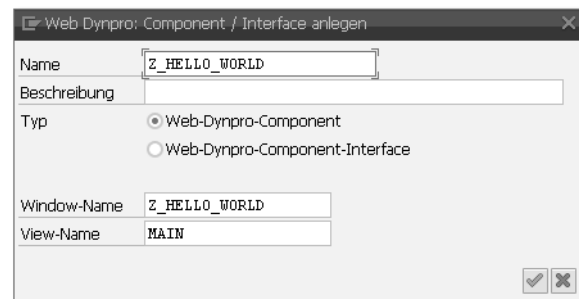 Web Dynpro: Component / Interface anlegen
Name Z_HELLO_WORLD
Beschreibung
Typ Web-Dynpro-Component
Web-Dynpro-Component-Interface
Window-Name Z_HELLO_WORLD
View-Name MAIN